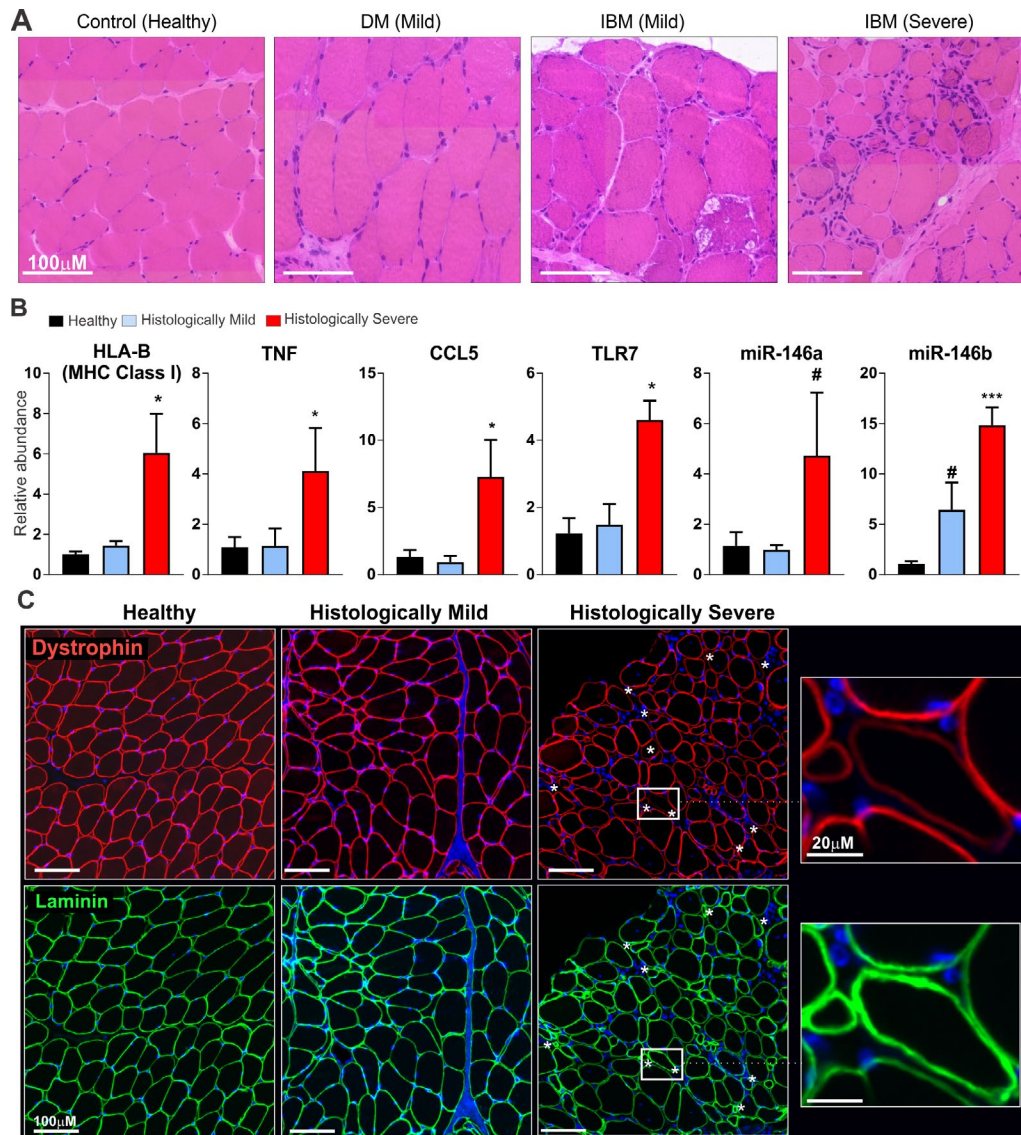 A
Control (Healthy)
DM (Mild)
IBM (Mild)
IBM (Severe)
100µM
B
Healthy
Histologically Mild
Histologically Severe
Relative abundance
HLA-B
(MHC Class I)
10
8
6
4
2
0
*
TNF
8
6
4
2
0
*
CCL5
15
10
5
0
*
TLR7
6
4
2
0
*
miR-146a
8
6
4
2
0
#
miR-146b
20
15
10
5
0
#
***
C
Healthy
Histologically Mild
Histologically Severe
Dystrophin
* * * * * * * * * *
20µM
Laminin
100µM
* * * * * * * * * *